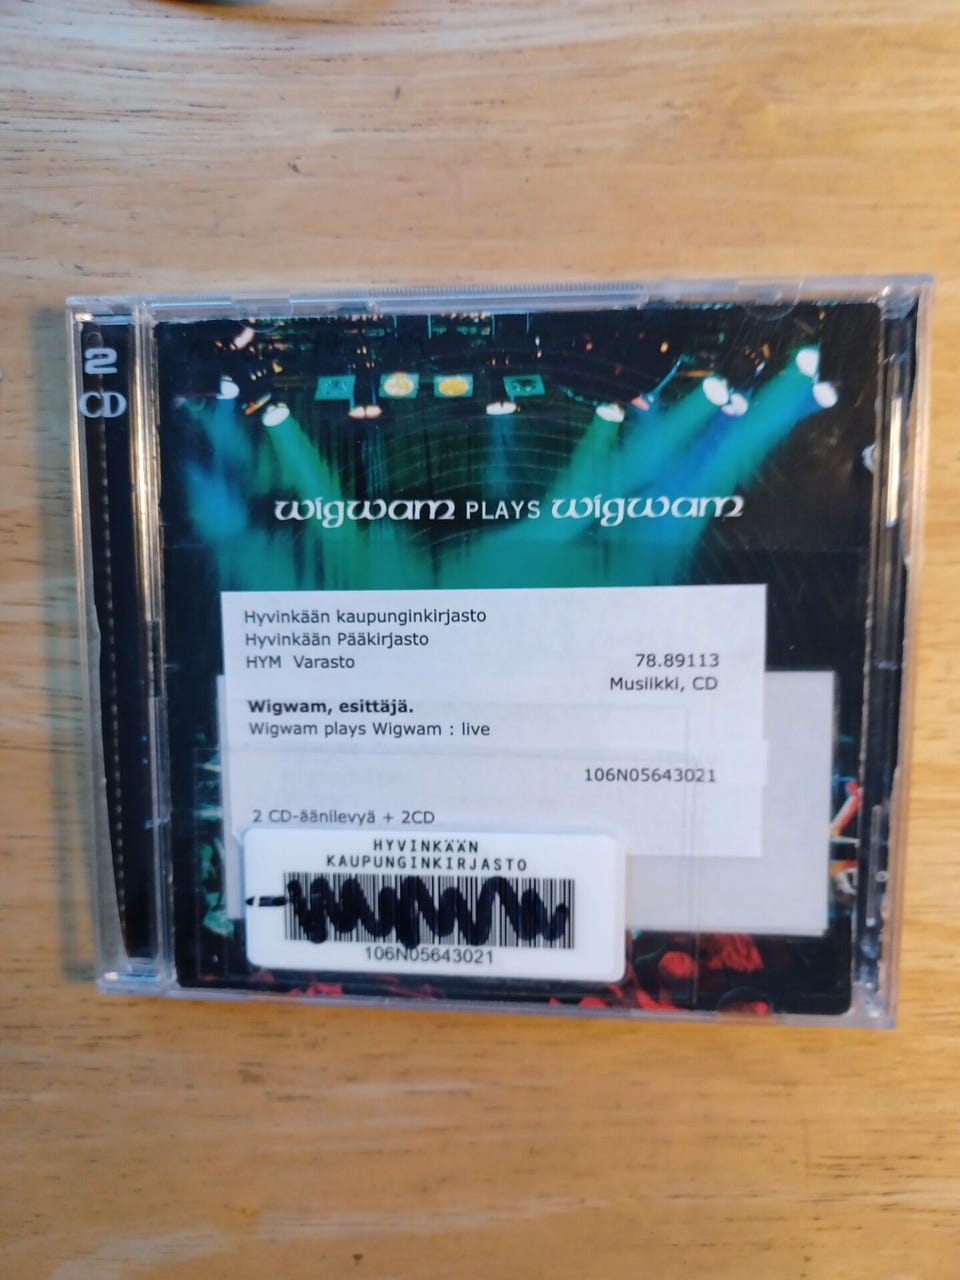 2
CD
wigwam PLAYS wigwam
Hyvinkään kaupunginkirjasto
Hyvinkään Pääkirjasto
HYM Varasto 78.89113
Musiikki, CD
Wigwam, esittäjä.
Wigwam plays Wigwam : live
106N05643021
2 CD-äänilevyä + 2CD
HYVINKÄÄN
KAUPUNGINKIRJASTO
106N05643021